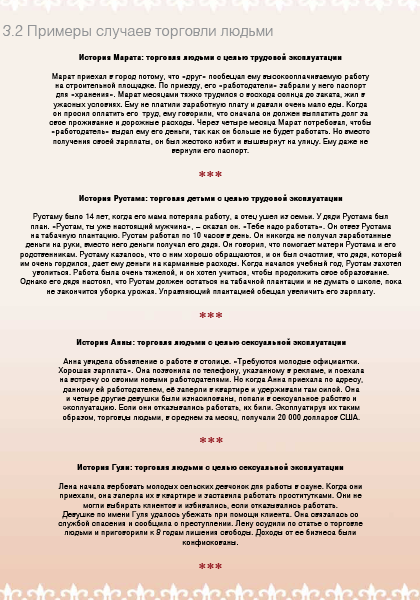 3.2 Примеры случаев торговли людьми
История Марата: торговля людьми с целью трудовой эксплуатации
Марат приехал в город потому, что «друг» пообещал ему высокооплачиваемую работу
на строительной площадке. По приезду, его «работодатели» забрали у него паспорт
для «хранения». Марат месяцами тяжко трудился с восхода солнца до заката, жил в
ужасных условиях. Ему не платили заработную плату и давали очень мало еды. Когда
он просил оплатить его труд, ему говорили, что сначала он должен выплатить долг за
свое проживание и дорожные расходы. Через четыре месяца Марат потребовал, чтобы
«работодатель» выдал ему его деньги, так как он больше не будет работать. Но вместо
получения своей зарплаты, он был жестоко избит и вышвырнут на улицу. Ему даже не
вернули его паспорт.
***
История Рустама: торговля детьми с целью трудовой эксплуатации
Рустаму было 14 лет, когда его мама потеряла работу, а отец ушел из семьи. У дяди Рустама был
план. «Рустам, ты уже настоящий мужчина», – сказал он. «Тебе надо работать». Он отвез Рустама
на табачную плантацию. Рустам работал по 10 часов в день. Он никогда не получал заработанные
деньги на руки, вместо него деньги получал его дядя. Он говорил, что помогает матери Рустама и его
родственникам. Рустаму казалось, что с ним хорошо обращаются, и он был счастлив, что дядя, который
им очень гордился, дает ему деньги на карманные расходы. Когда начался учебный год, Рустам захотел
уволиться. Работа была очень тяжелой, и он хотел учиться, чтобы продолжить свое образование.
Однако его дядя настоял, что Рустам должен остаться на табачной плантации и не думать о школе, пока
не закончится уборка урожая. Управляющий плантацией обещал увеличить его зарплату.
***
История Анны: торговля людьми с целью сексуальной эксплуатации
Анна увидела объявление о работе в столице. «Требуются молодые официантки.
Хорошая зарплата». Она позвонила по телефону, указанному в рекламе, и поехала
на встречу со своими новыми работодателями. Но когда Анна приехала по адресу,
данному ей работодателем, её заперли в квартире и удерживали там силой. Она
и четыре другие девушки были изнасилованы, попали в сексуальное рабство и
эксплуатацию. Если они отказывались работать, их били. Эксплуатируя их таким
образом, торговцы людьми, в среднем за месяц, получали 20 000 долларов США.
***
История Гули: торговля людьми с целью сексуальной эксплуатации
Лена начала вербовать молодых сельских девчонок для работы в сауне. Когда они
приехали, она заперла их в квартире и заставила работать проститутками. Они не
могли выбирать клиентов и избивались, если отказывались работать.
Девушке по имени Гуля удалось убежать при помощи клиента. Она связалась со
службой спасения и сообщила о преступлении. Лену осудили по статье о торговле
людьми и приговорили к 8 годам лишения свободы. Доходы от ее бизнеса были
конфискованы.
***